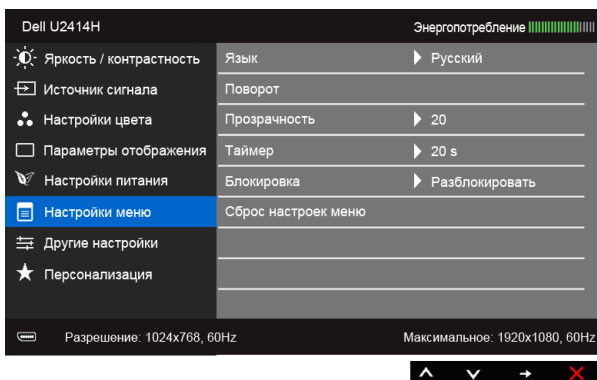 Dell U2414H Энергопотребление
Яркость / контрастность Язык Русский
Источник сигнала Поворот
Настройки цвета Прозрачность 20
Параметры отображения Таймер 20 s
Настройки питания Блокировка Разблокировать
Настройки меню Сброс настроек меню
Другие настройки
Персонализация
Разрешение: 1024x768, 60Hz Максимальное: 1920x1080, 60Hz